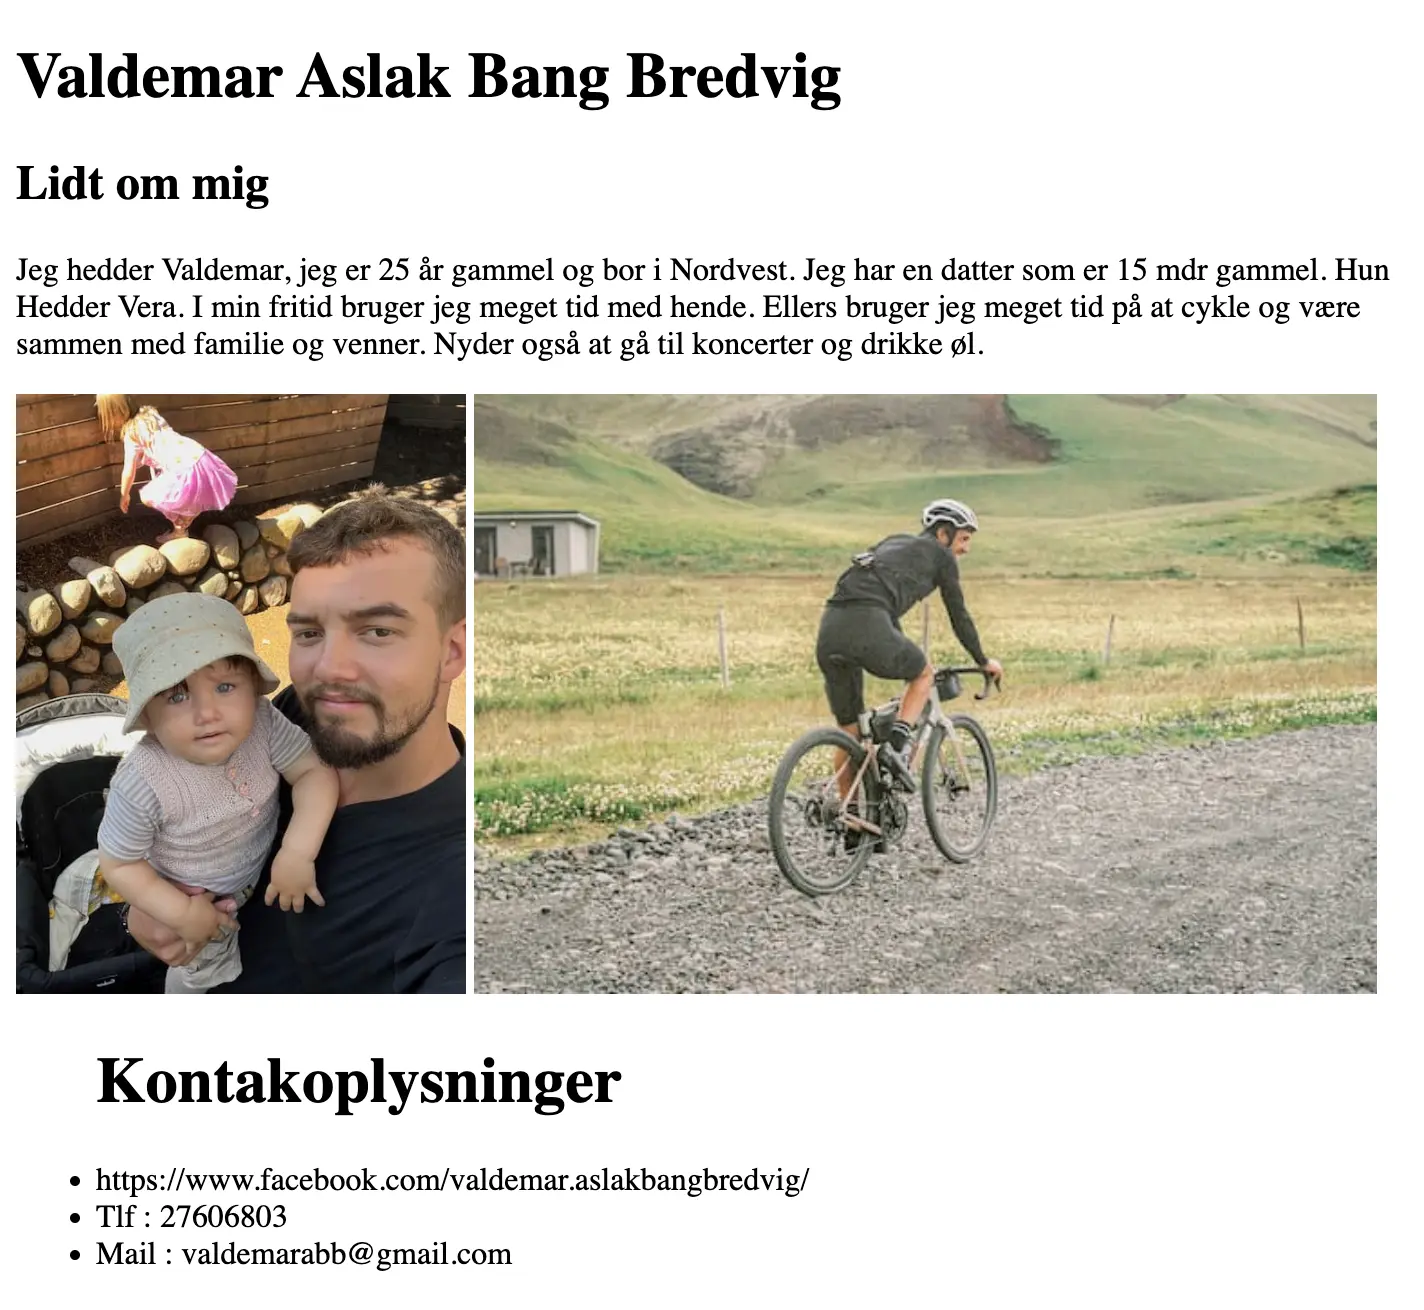 Valdemar Aslak Bang Bredvig
Lidt om mig
Jeg hedder Valdemar, jeg er 25 år gammel og bor i Nordvest. Jeg har en datter som er 15 mdr gammel. Hun
Hedder Vera. I min fritid bruger jeg meget tid med hende. Ellers bruger jeg meget tid på at cykle og være
sammen med familie og venner. Nyder også at gå til koncerter og drikke øl.
Kontakoplysninger
• https://www.facebook.com/valdemar.aslakbangbredvig/
• Tlf : 27606803
• Mail : valdemarabb@gmail.com